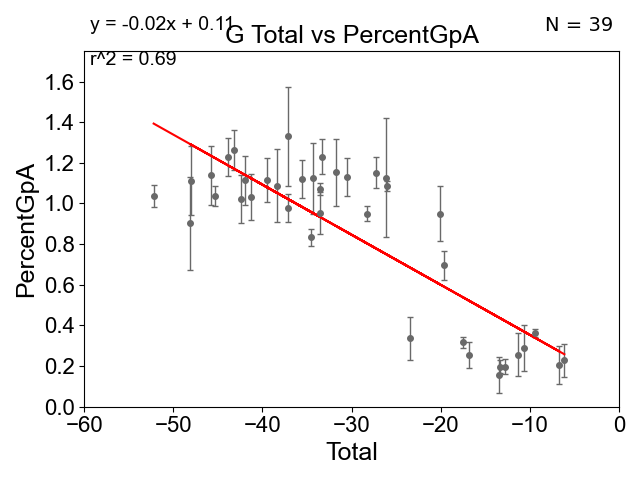 y = -0.02x + 0.11
G Total vs PercentGpA
N = 39
r^2 = 0.69
PercentGpA
1.6
1.4
1.2
1.0
0.8
0.6
0.4
0.2
0.0
−60 −50 −40 −30 −20 −10 0
Total